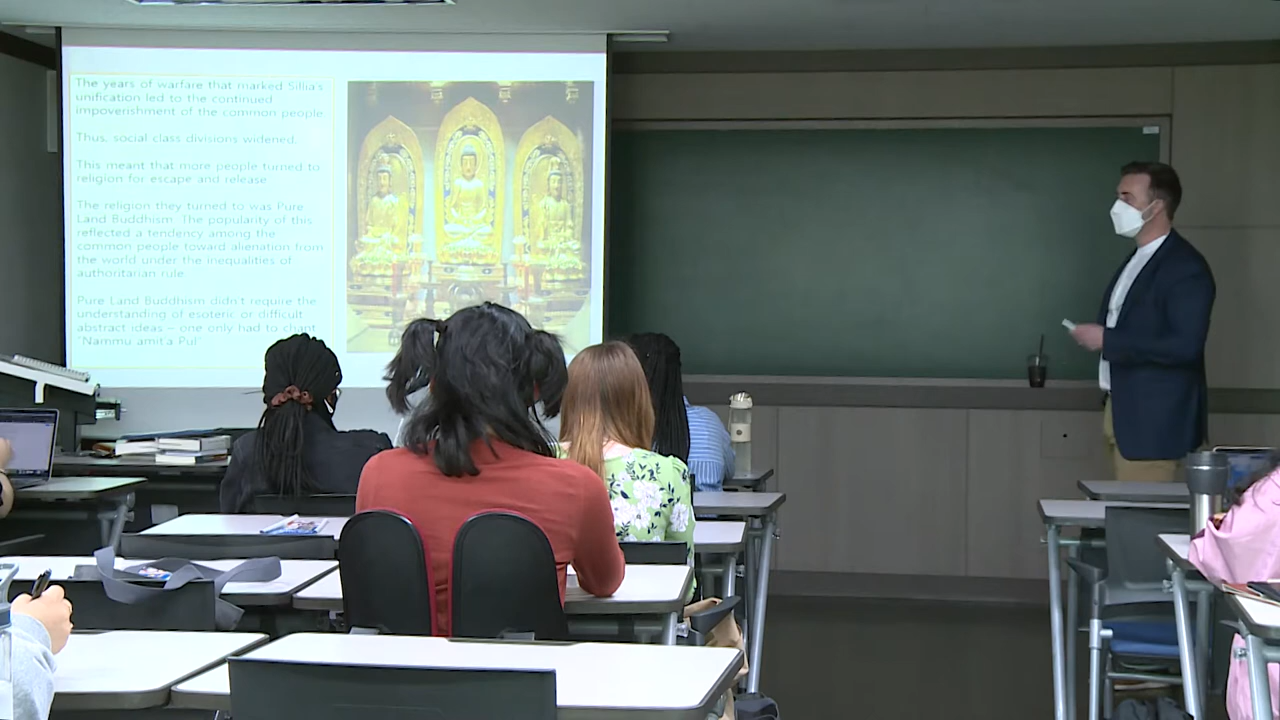 The years of warfare that marked Sillia's
unification led to the continued
impoverishment of the common people
Thus, social class divisions widened.
This meant that more people turned to
religion for escape and release
The religion they turned to was Pure
Land Buddhism. The popularity of this
reflected a tendency among the
common people toward alienation from
the world under the inequalities of
authoritarian rule.
Pure Land Buddhism didn't require the
understanding of esoteric or difficult
abstract ideas – one only had to chant
'Nammu amita Pul'